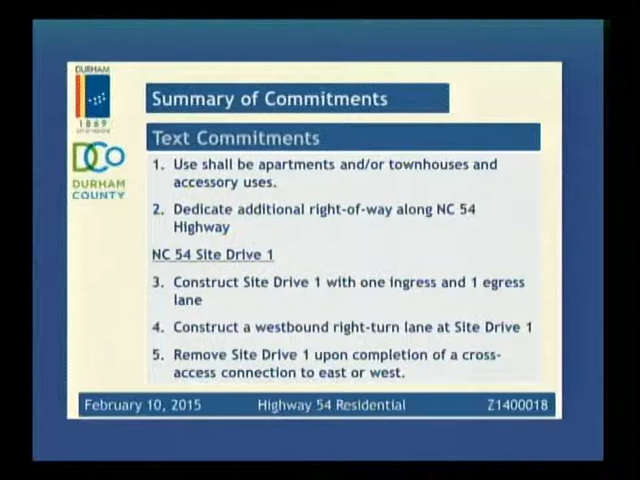 DURHAM
1869
DCo
DURHAM
COUNTY
Summary of Commitments
Text Commitments
1. Use shall be apartments and/or townhouses and
accessory uses.
2. Dedicate additional right-of-way along NC 54
Highway
NC 54 Site Drive 1
3. Construct Site Drive 1 with one ingress and 1 egress
lane
4. Construct a westbound right-turn lane at Site Drive 1
5. Remove Site Drive 1 upon completion of a cross-
access connection to east or west.
February 10, 2015 Highway 54 Residential Z1400018